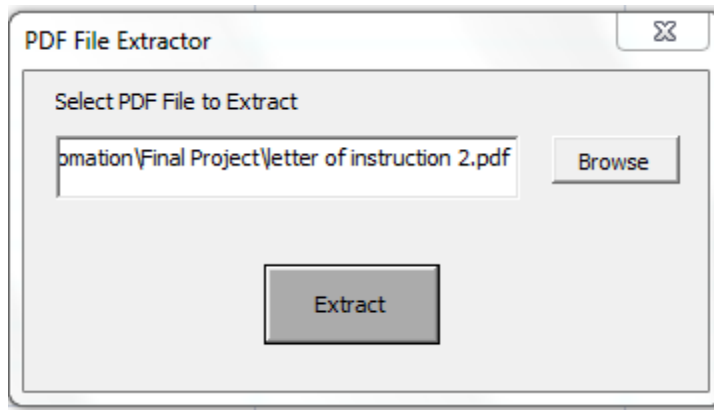 PDF File Extractor
Select PDF File to Extract
omation\Final Project\letter of instruction 2.pdf
Browse
Extract